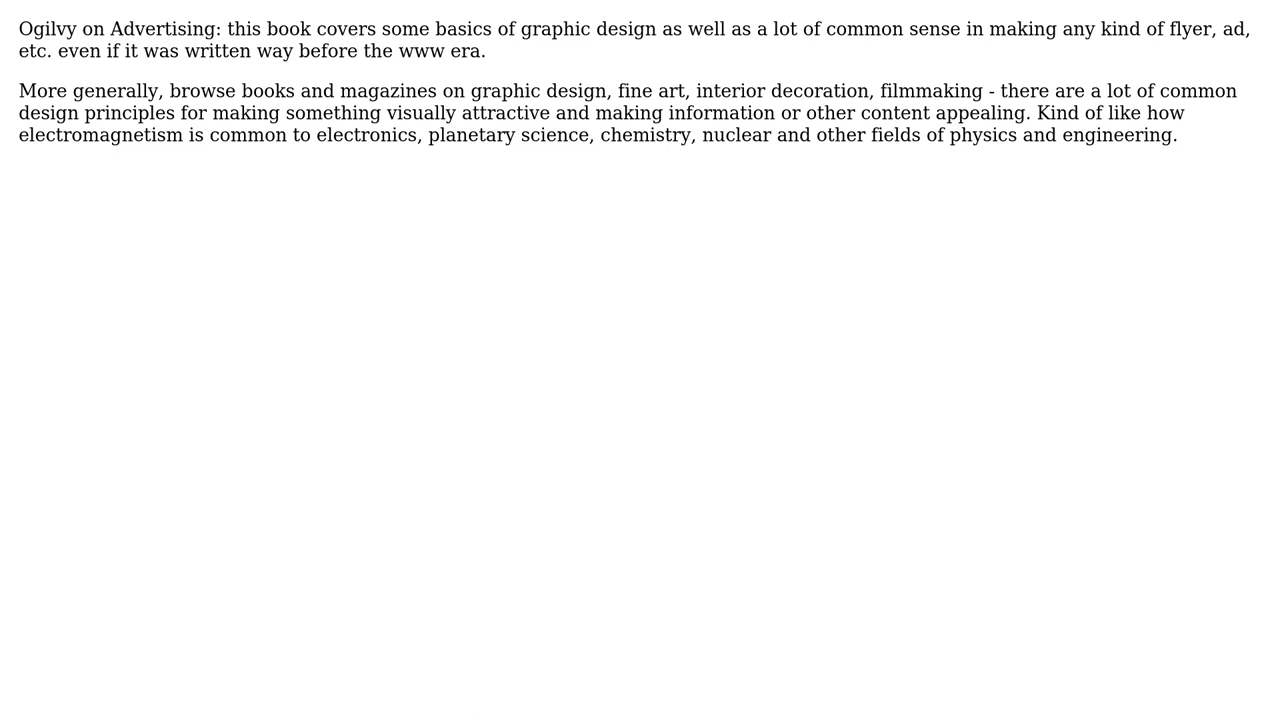 Ogilvy on Advertising: this book covers some basics of graphic design as well as a lot of common sense in making any kind of flyer, ad,
etc. even if it was written way before the www era.
More generally, browse books and magazines on graphic design, fine art, interior decoration, filmmaking - there are a lot of common
design principles for making something visually attractive and making information or other content appealing. Kind of like how
electromagnetism is common to electronics, planetary science, chemistry, nuclear and other fields of physics and engineering.